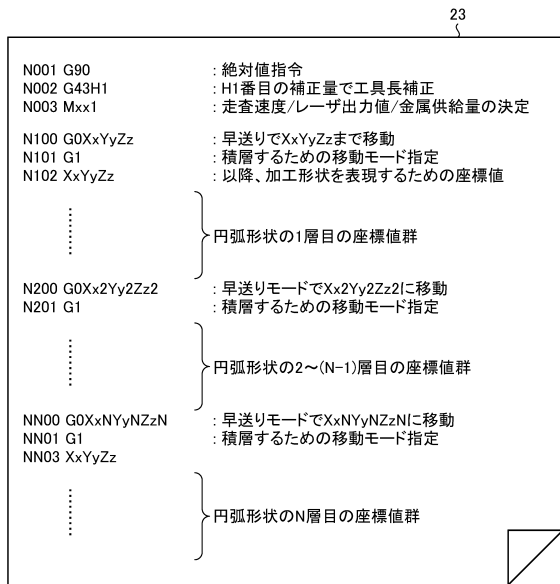 23
N001 G90 : 絶対値指令
N002 G43H1 : H1番目の補正量で工具長補正
N003 Mxx1 : 走査速度/レーザ出力値/金属供給量の決定
N100 G0XxYyZz : 早送りでXxYyZzまで移動
N101 G1 : 積層するための移動モード指定
N102 XxYyZz : 以降、加工形状を表現するための座標値
円弧形状の1層目の座標値群
N200 G0Xx2Yy2Zz2 : 早送りモードでXx2Yy2Zz2に移動
N201 G1 : 積層するための移動モード指定
円弧形状の2～(N-1)層目の座標値群
NN00 G0XxNYyNZzN : 早送りモードでXxNYyNZzNに移動
NN01 G1 : 積層するための移動モード指定
NN03 XxYyZz
円弧形状のN層目の座標値群